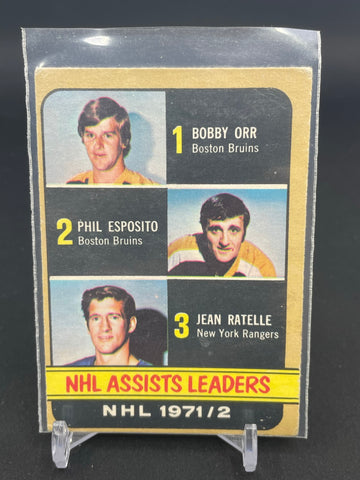 1 BOBBY ORR
Boston Bruins
2 PHIL ESPOSITO
Boston Bruins
3 JEAN RATELLE
New York Rangers
NHL ASSISTS LEADERS
NHL 1971/2